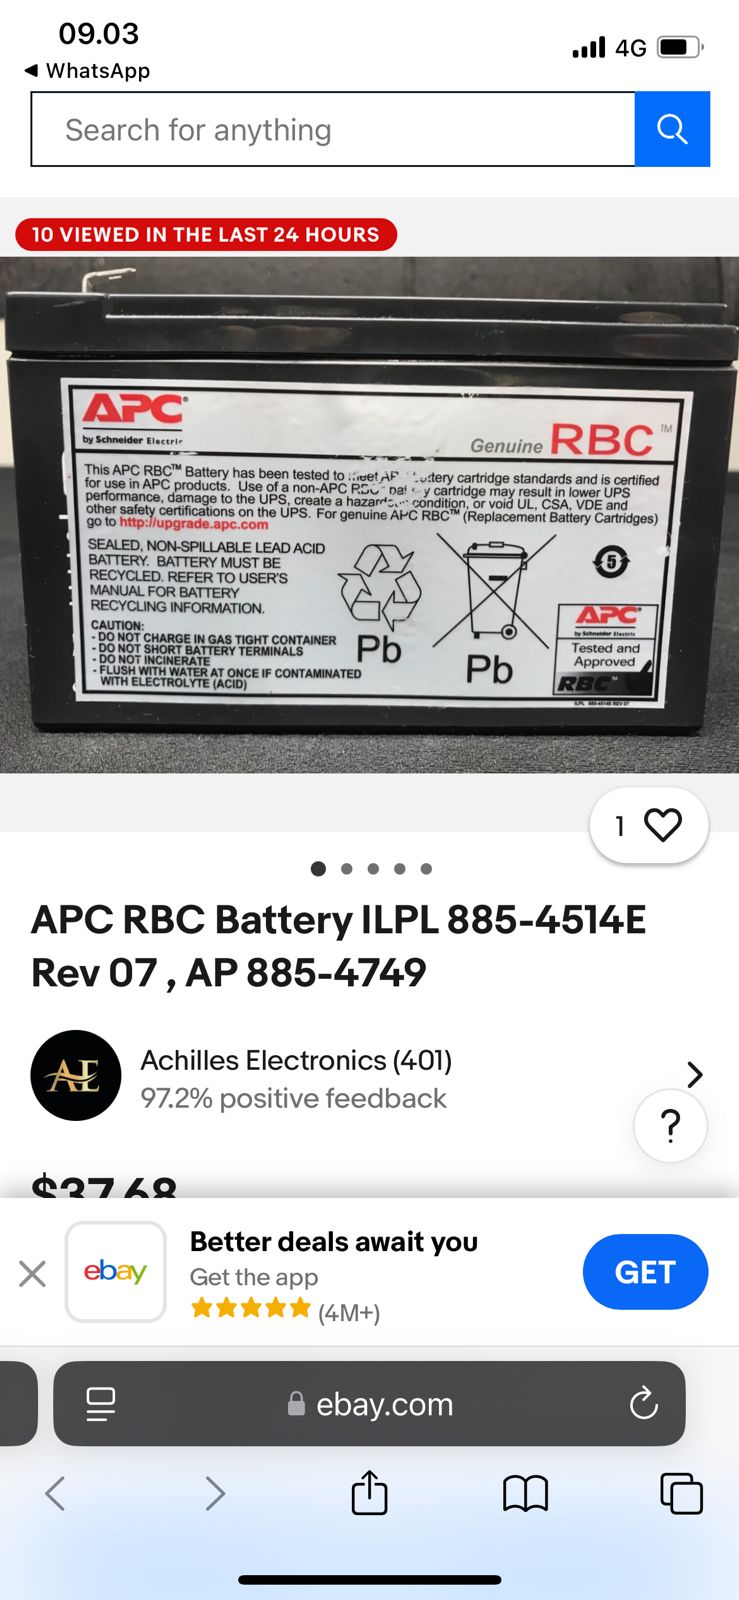 09.03
4G
WhatsApp
Search for anything
10 VIEWED IN THE LAST 24 HOURS
APC
by Schneider Electric
Genuine RBC™
This APC RBC™ Battery has been tested to meet AP battery cartridge standards and is certified
for use in APC products. Use of a non-APC RBC cartridge may result in lower UPS
performance, damage to the UPS, create a hazardous condition, or void UL, CSA, VDE and
other safety certifications on the UPS. For genuine APC RBC™ (Replacement Battery Cartridges)
go to http://upgrade.apc.com
SEALED, NON-SPILLABLE LEAD ACID
BATTERY. BATTERY MUST BE
RECYCLED. REFER TO USER'S
MANUAL FOR BATTERY
RECYCLING INFORMATION.
CAUTION:
- DO NOT CHARGE IN GAS TIGHT CONTAINER
- DO NOT SHORT BATTERY TERMINALS
- DO NOT INCINERATE
- FLUSH WITH WATER AT ONCE IF CONTAMINATED
WITH ELECTROLYTE (ACID)
Pb
Pb
5
APC
by Schneider Electric
Tested and
Approved
RBC™
ILPL 885-4514E REV 07
1
APC RBC Battery ILPL 885-4514E
Rev 07 , AP 885-4749
AE
Achilles Electronics (401)
97.2% positive feedback
?
$37.68
ebay
Better deals await you
Get the app
(4M+)
GET
ebay.com